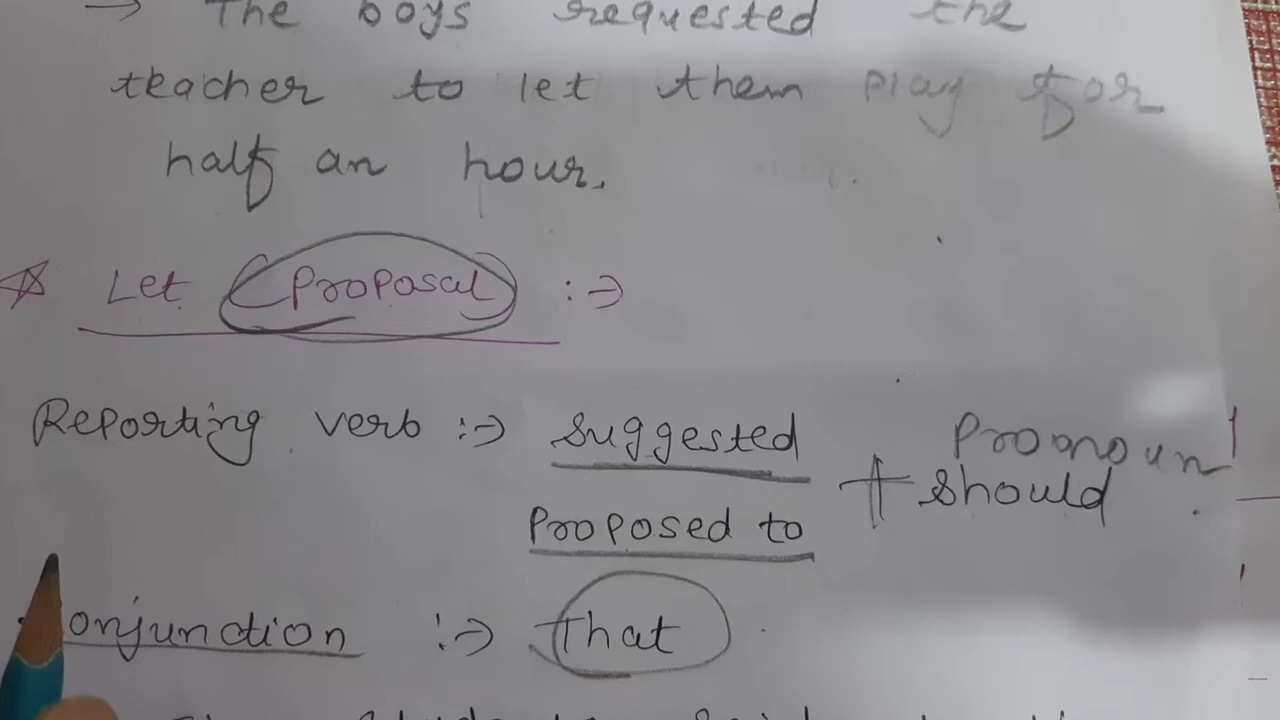 → The boys requested the
teacher to let them play for
half an hour.
☆ Let (Proposal) :→
Reporting verb :→ Suggested
Pronoun
+ should
Proposed to
Conjunction :→ that